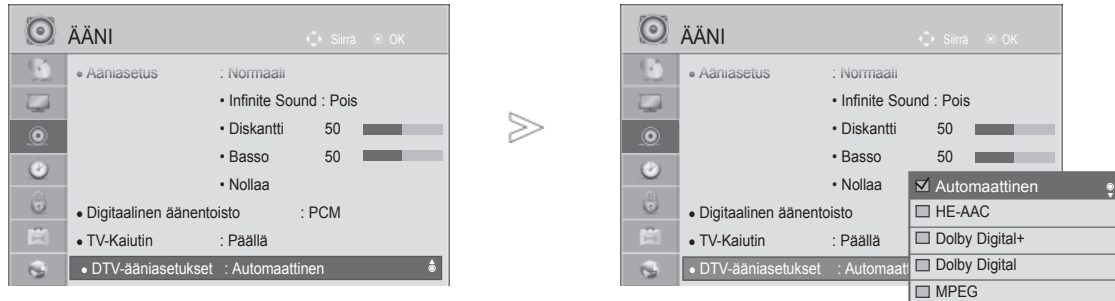 ÄÄNI
Siirrä OK
• Ääniasetus : Normaali
• Infinite Sound : Pois
• Diskantti 50
• Basso 50
• Nollaa
• Digitaalinen äänentoisto : PCM
• TV-Kaiutin : Päällä
• DTV-ääniasetukset : Automaattinen
ÄÄNI
Siirrä OK
• Ääniasetus : Normaali
• Infinite Sound : Pois
• Diskantti 50
• Basso 50
• Nollaa
• Digitaalinen äänentoisto
• TV-Kaiutin : Päällä
• DTV-ääniasetukset : Automaatt
Automaattinen
HE-AAC
Dolby Digital+
Dolby Digital
MPEG